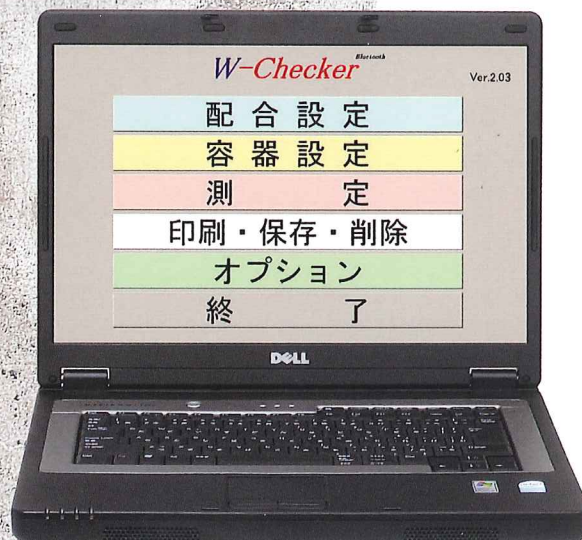 Bluetooth
W-Checker
Ver.2.03
配合設定
容器設定
測定
印刷・保存・削除
オプション
終了
DELL